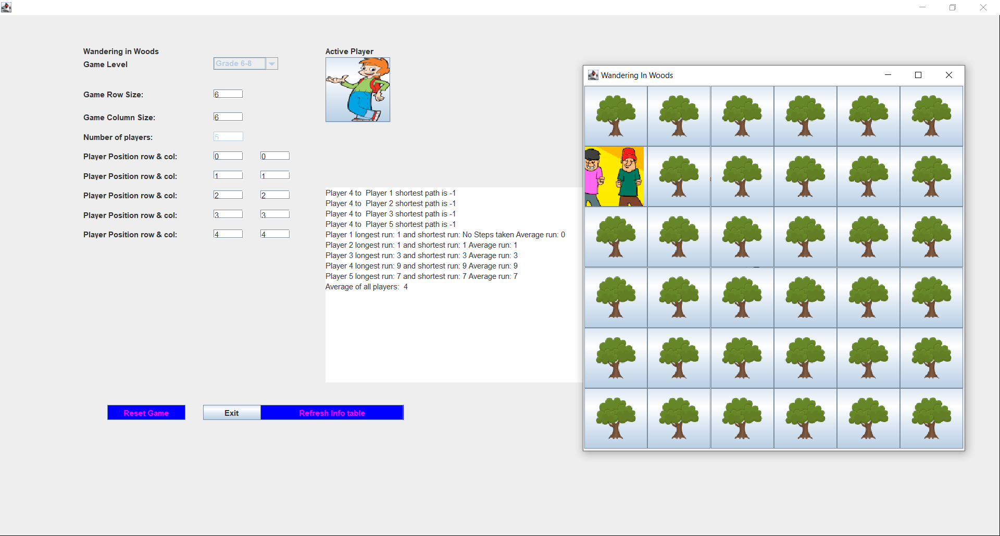 Wandering in Woods
Game Level
Grade 6-8
Game Row Size:
6
Game Column Size:
6
Number of players:
5
Player Position row & col:
0
0
Player Position row & col:
1
1
Player Position row & col:
2
2
Player Position row & col:
3
3
Player Position row & col:
4
4
Reset Game
Exit
Refresh Info table
Active Player
Player 4 to  Player 1 shortest path is -1
Player 4 to  Player 2 shortest path is -1
Player 4 to  Player 3 shortest path is -1
Player 4 to  Player 5 shortest path is -1
Player 1 longest run: 1 and shortest run: No Steps taken Average run: 0
Player 2 longest run: 1 and shortest run: 1 Average run: 1
Player 3 longest run: 3 and shortest run: 3 Average run: 3
Player 4 longest run: 9 and shortest run: 9 Average run: 9
Player 5 longest run: 7 and shortest run: 7 Average run: 7
Average of all players:  4
Wandering In Woods